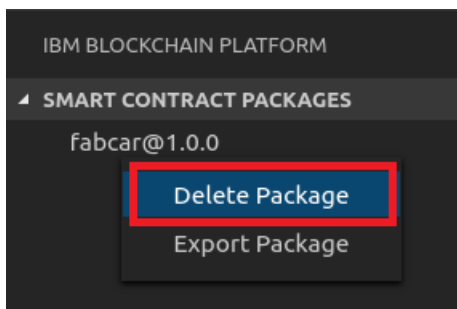 IBM BLOCKCHAIN PLATFORM
SMART CONTRACT PACKAGES
fabcar@1.0.0
Delete Package
Export Package